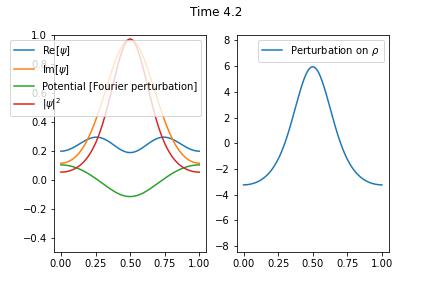 Time 4.2
Re[ψ]
Im[ψ]
Potential [Fourier perturbation]
|ψ|²
1.0
0.8
0.6
0.4
0.2
0.0
−0.2
−0.4
0.00 0.25 0.50 0.75 1.00
Perturbation on ρ
8
6
4
2
0
−2
−4
−6
−8
0.00 0.25 0.50 0.75 1.00